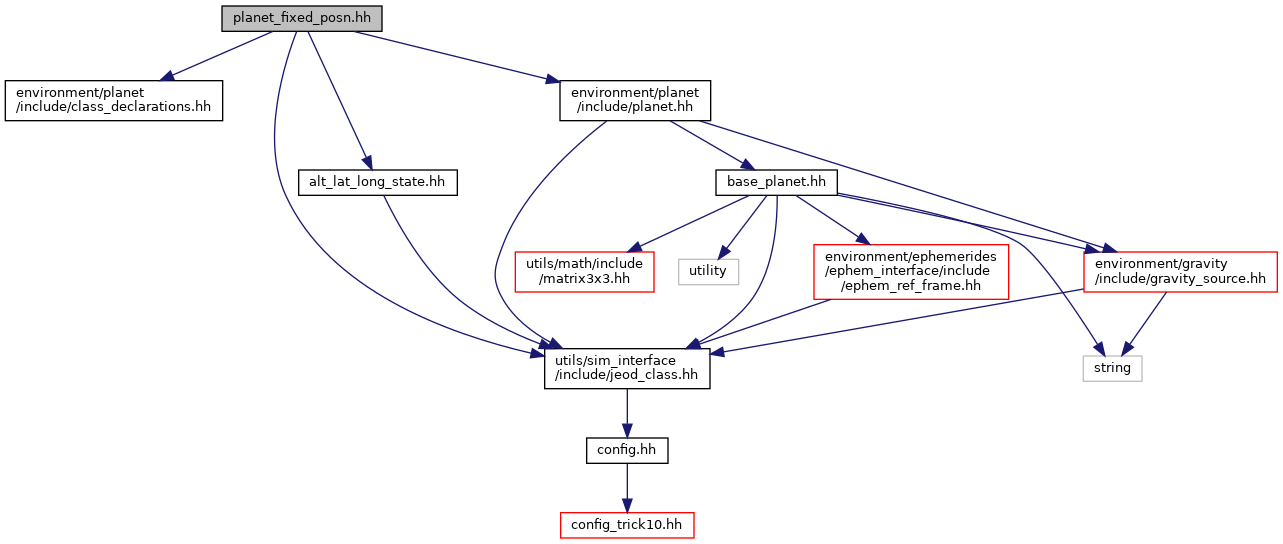 planet_fixed_posn.hh
environment/planet
/include/class_declarations.hh
environment/planet
/include/planet.hh
alt_lat_long_state.hh
base_planet.hh
utils/math/include
/matrix3x3.hh
utility
environment/ephemerides
/ephem_interface/include
/ephem_ref_frame.hh
environment/gravity
/include/gravity_source.hh
utils/sim_interface
/include/jeod_class.hh
string
config.hh
config_trick10.hh